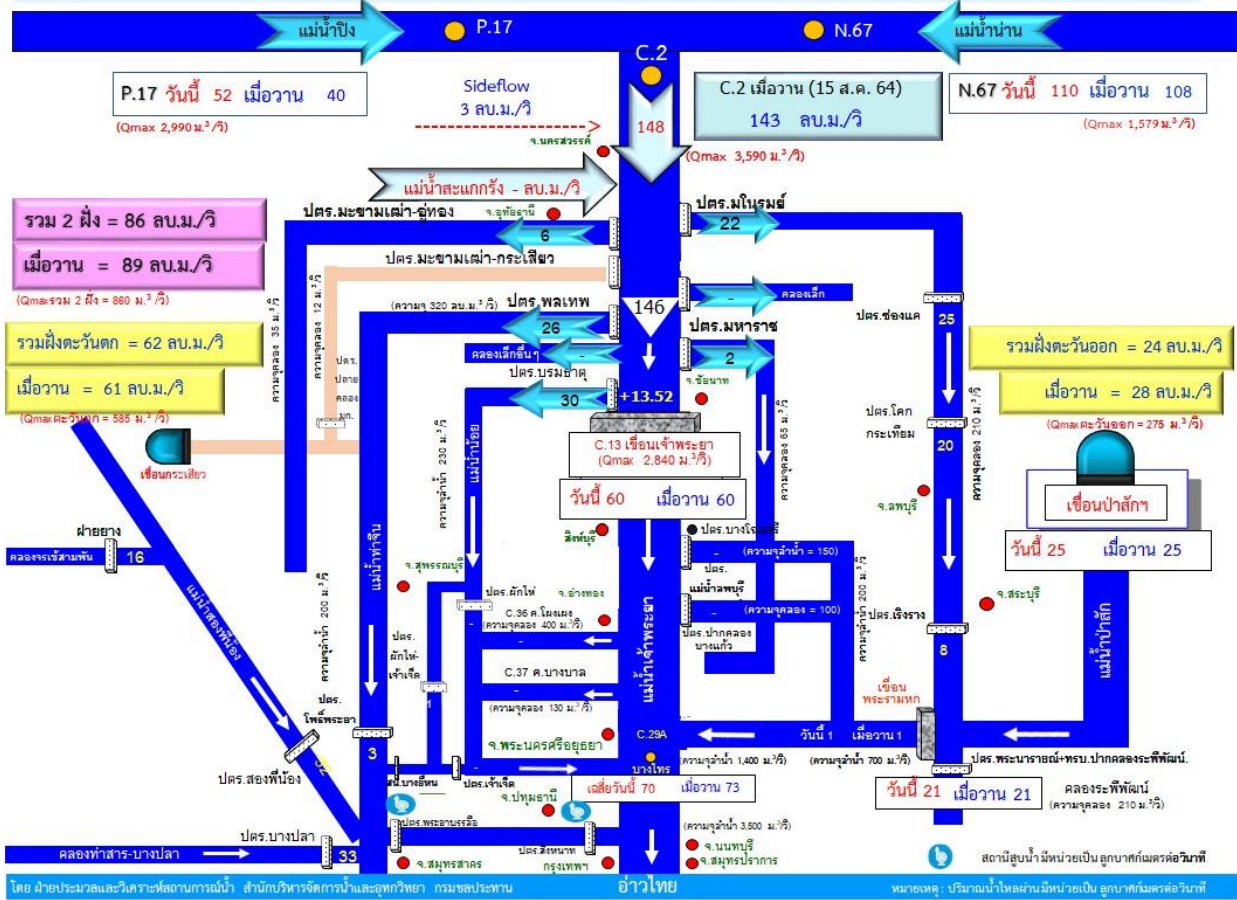 แม่น้ำปิง
P.17
N.67
แม่น้ำน่าน
C.2
P.17 วันนี้ 52 เมื่อวาน 40
(Qmax 2,990 ม.³/วิ)
Sideflow
3 ลบ.ม./วิ
148
C.2 เมื่อวาน (15 ส.ค. 64)
143 ลบ.ม./วิ
(Qmax 3,590 ม.³/วิ)
N.67 วันนี้ 110 เมื่อวาน 108
(Qmax 1,579 ม.³/วิ)
จ.นครสวรรค์
แม่น้ำสะแกกรัง - ลบ.ม./วิ
รวม 2 ฝั่ง = 86 ลบ.ม./วิ
เมื่อวาน = 89 ลบ.ม./วิ
(Qmaxรวม 2 ฝั่ง = 860 ม.³/วิ)
ปตร.มะขามเฒ่า-อู่ทอง
จ.อุทัยธานี
6
ปตร.มโนรมย์
22
ปตร.มะขามเฒ่า-กระเสียว
(ความจุ 320 ลบ.ม.³/วิ)
ปตร.พลเทพ
26
146
-
คลองเล็ก
ปตร.ช่องแค
25
ปตร.มหาราช
2
คลองเล็กอื่นๆ
-
ปตร.บรมธาตุ
30
+13.52
จ.ชัยนาท
รวมฝั่งตะวันตก = 62 ลบ.ม./วิ
เมื่อวาน = 61 ลบ.ม./วิ
(Qmaxตะวันตก = 585 ม.³/วิ)
รวมฝั่งตะวันออก = 24 ลบ.ม./วิ
เมื่อวาน = 28 ลบ.ม./วิ
(Qmaxตะวันออก = 275 ม.³/วิ)
ความจุคลอง 35 ม.³/วิ
ความจุคลอง 12 ม.³/วิ
ปตร.
ปลาย
คลอง
มก.
เขื่อนกระเสียว
ความจุลำน้ำ 230 ม.³/วิ
แม่น้ำน้อย
C.13 เขื่อนเจ้าพระยา
(Qmax 2,840 ม.³/วิ)
วันนี้ 60 เมื่อวาน 60
ความจุคลอง 65 ม.³/วิ
ปตร.โคก
กระเทียม
20
ความจุคลอง 210 ม.³/วิ
จ.ลพบุรี
เขื่อนป่าสักฯ
วันนี้ 25 เมื่อวาน 25
ฝายยาง
คลองจรเข้สามพัน
16
แม่น้ำสองพี่น้อง
แม่น้ำท่าจีน
จ.สุพรรณบุรี
ความจุลำน้ำ 200 ม.³/วิ
สิงห์บุรี
ปตร.บางโฉมศรี
-
(ความจุลำน้ำ = 150)
ปตร.
แม่น้ำลพบุรี
-
(ความจุคลอง = 100)
ปตร.ปากคลอง
บางแก้ว
ความจุลำน้ำ 200 ม.³/วิ
ปตร.เริงราง
8
จ.สระบุรี
แม่น้ำป่าสัก
ปตร.ผักไห่
-
จ.อ่างทอง
C.36 ค.โผงเผง
(ความจุคลอง 400 ม.³/วิ)
-
ปตร.
ผักไห่-
เจ้าเจ็ด
1
C.37 ค.บางบาล
-
(ความจุคลอง 130 ม.³/วิ)
แม่น้ำเจ้าพระยา
เขื่อน
พระรามหก
ปตร.
โพธิ์พระยา
3
32
ปตร.สองพี่น้อง
จ.พระนครศรีอยุธยา
C.29A
บางไทร
วันนี้ 1 เมื่อวาน 1
(ความจุลำน้ำ 1,400 ม.³/วิ)
(ความจุลำน้ำ 700 ม.³/วิ)
ปตร.พระนารายณ์+ทรบ.ปากคลองระพีพัฒน์.
สน.บางยี่หน
ปตร.เจ้าเจ็ด
-
เฉลี่ยวันนี้ 70 เมื่อวาน 73
วันนี้ 21 เมื่อวาน 21
คลองระพีพัฒน์
(ความจุคลอง 210 ม.³/วิ)
จ.ปทุมธานี
ปตร.พระยาบรรลือ
(ความจุลำน้ำ 3,500 ม.³/วิ)
ปตร.บางปลา
คลองท่าสาร-บางปลา
33
จ.สมุทรสาคร
ปตร.สิงหนาท
กรุงเทพฯ
จ.นนทบุรี
จ.สมุทรปราการ
สถานีสูบน้ำ มีหน่วยเป็น ลูกบาศก์เมตรต่อวินาที
โดย ฝ่ายประมวลและวิเคราะห์สถานการณ์น้ำ สำนักบริหารจัดการน้ำและอุทกวิทยา กรมชลประทาน
อ่าวไทย
หมายเหตุ : ปริมาณน้ำไหลผ่านมีหน่วยเป็น ลูกบาศก์เมตรต่อวินาที